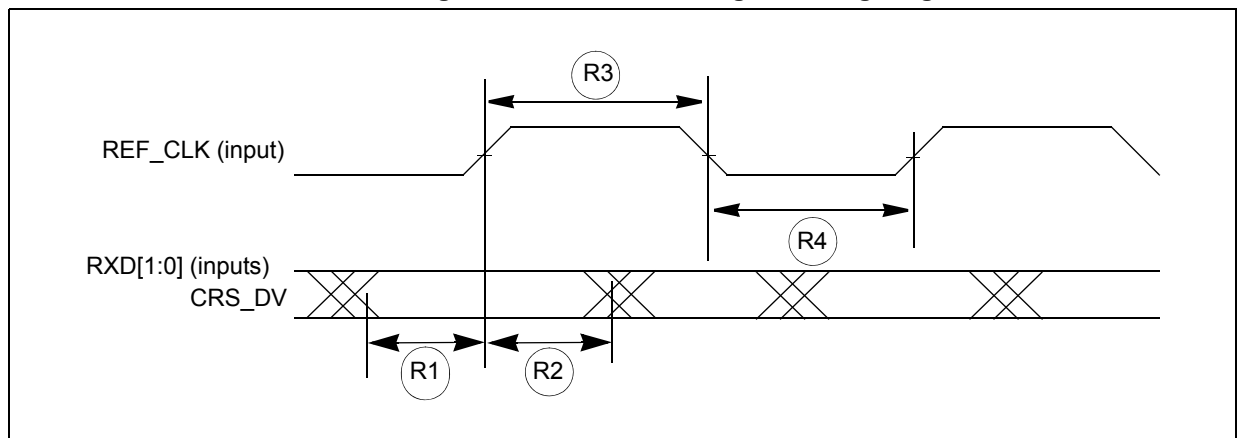 R3
REF_CLK (input)
R4
RXD[1:0] (inputs)
CRS_DV
R1
R2